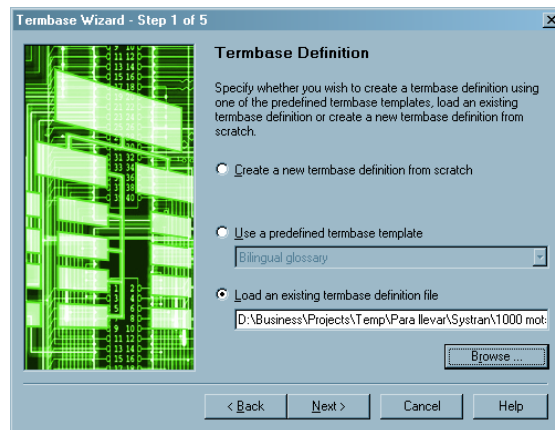 Termbase Wizard - Step 1 of 5
Termbase Definition
Specify whether you wish to create a termbase definition using
one of the predefined termbase templates, load an existing
termbase definition or create a new termbase definition from
scratch.
Create a new termbase definition from scratch
Use a predefined termbase template
Bilingual glossary
Load an existing termbase definition file
D:\Business\Projects\Temp\Para llevar\Systran\1000 mots
Browse ...
< Back
Next >
Cancel
Help